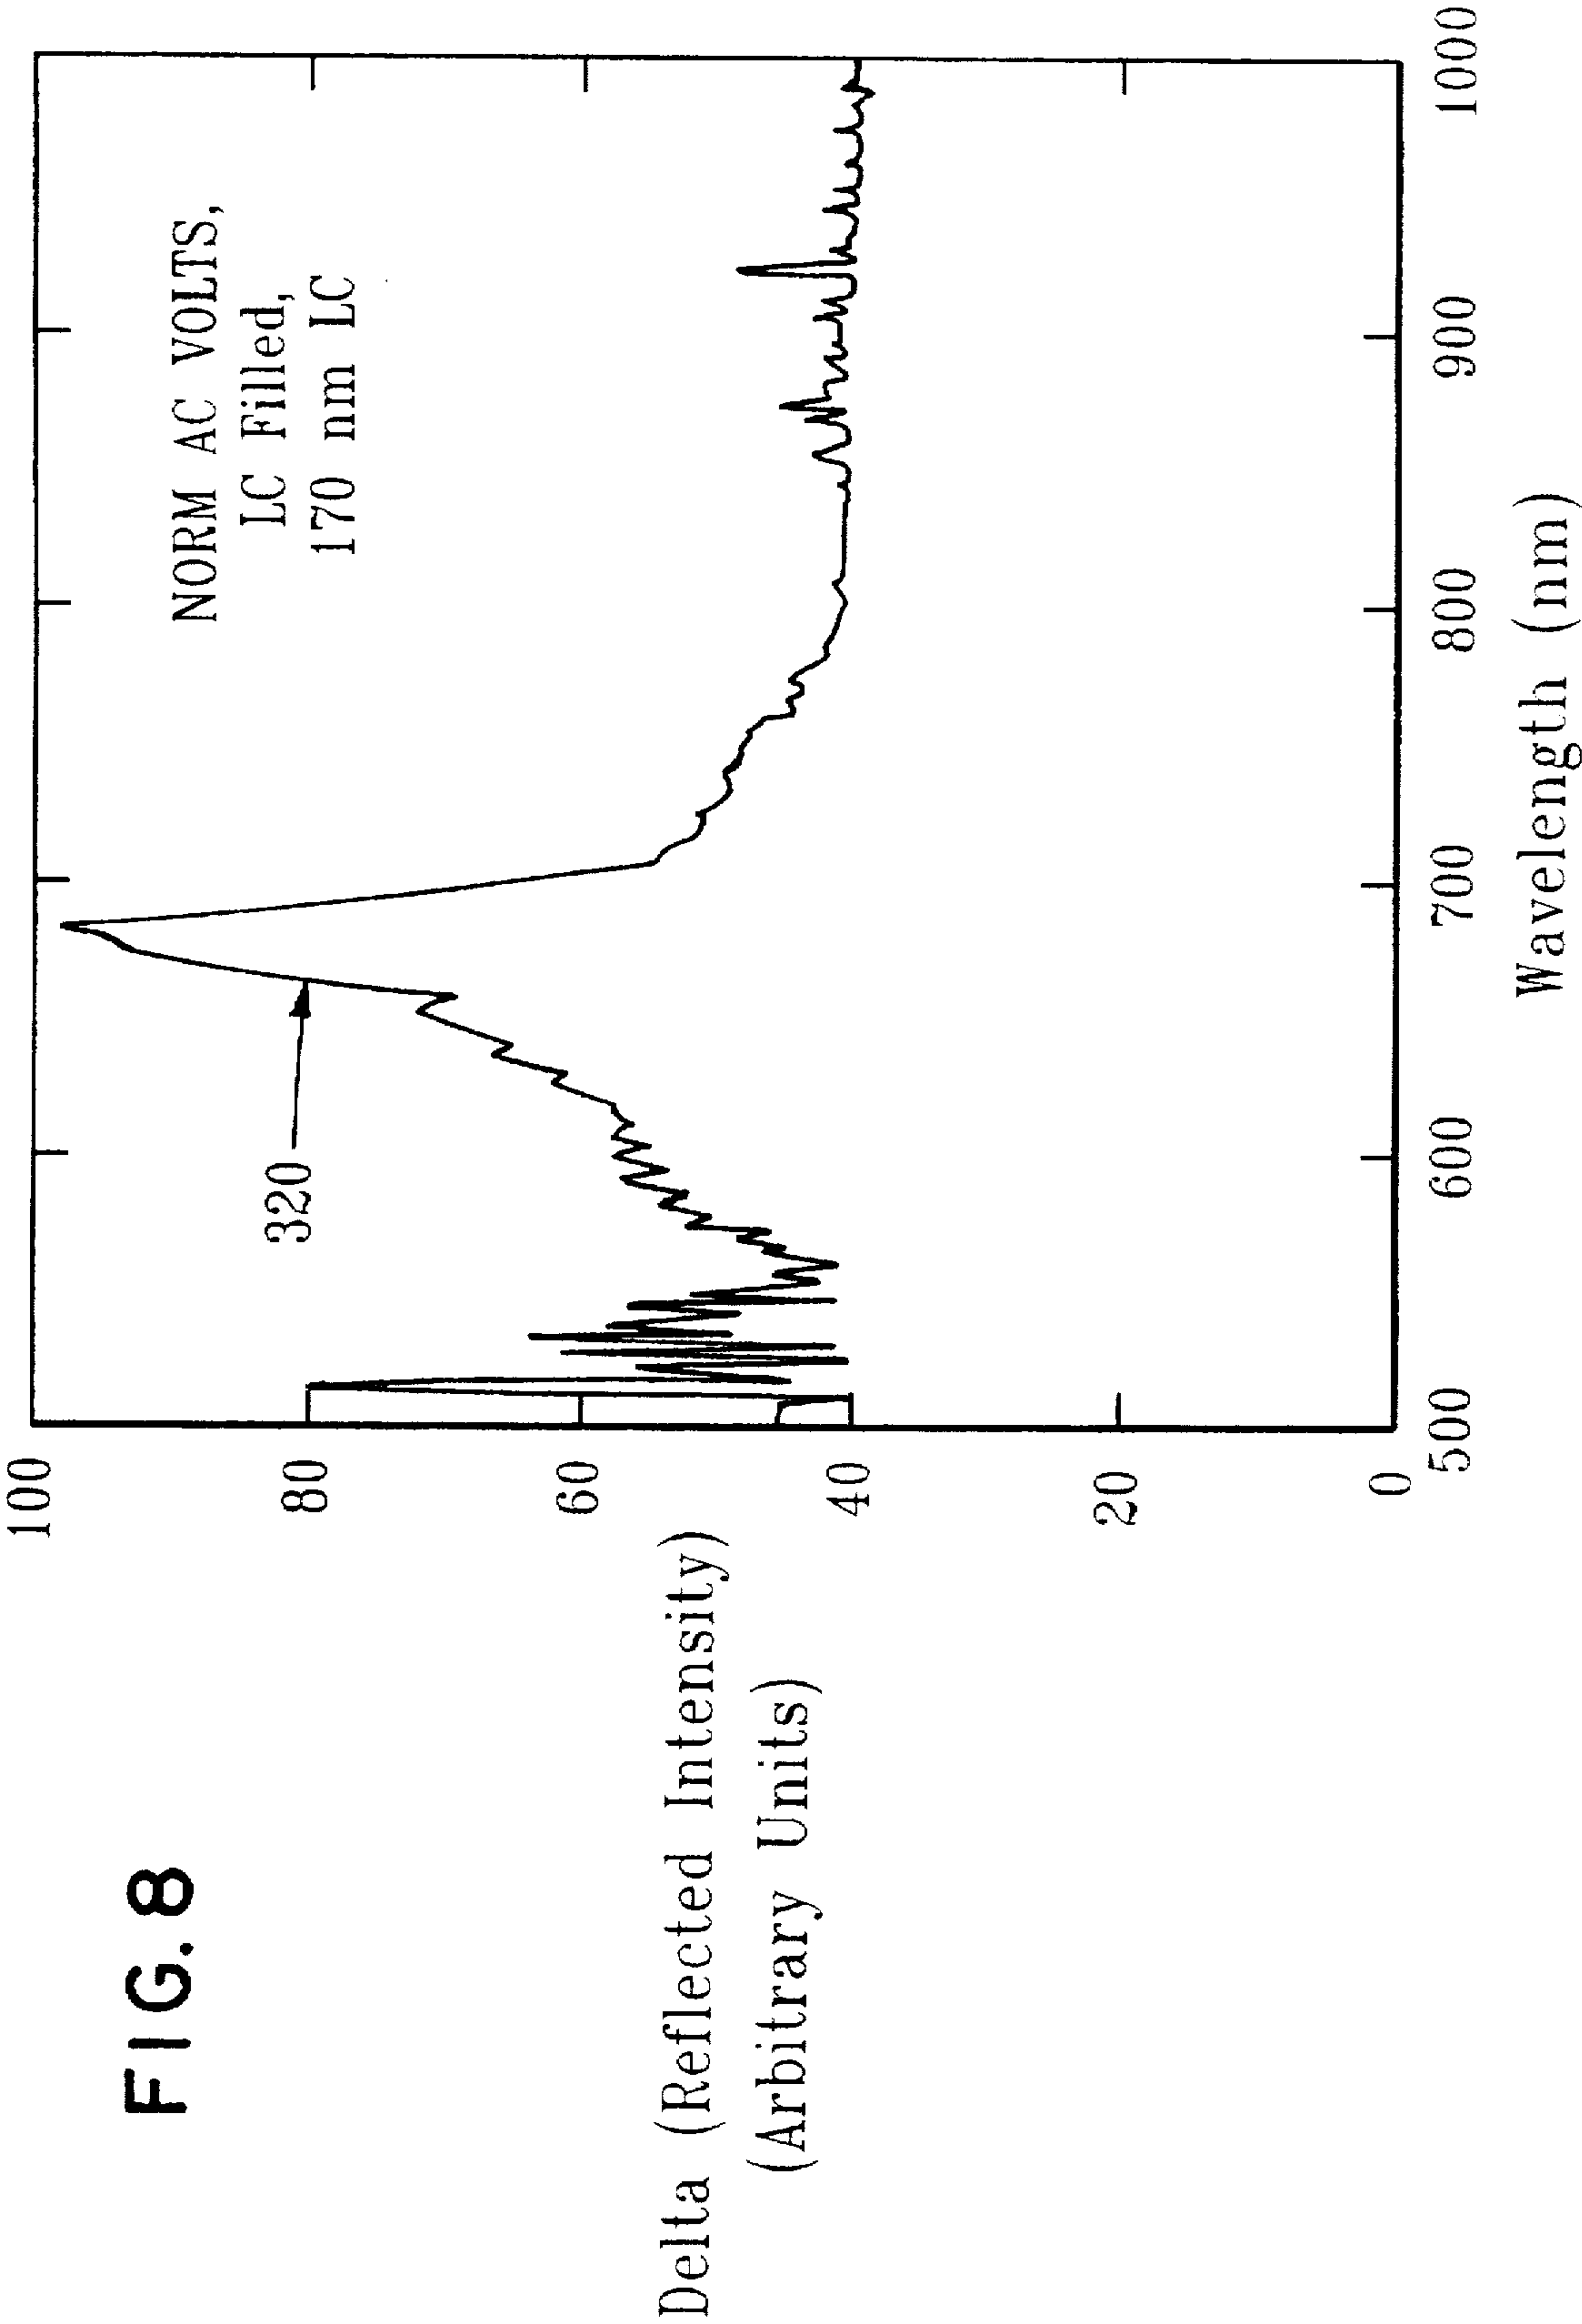 FIG. 8
100
80
60
40
20
0
Delta (Reflected Intensity)
(Arbitrary Units)
NORM AC VOLTS,
LC Filled,
170 nm LC
320
500
600
700
800
900
1000
Wavelength (nm)